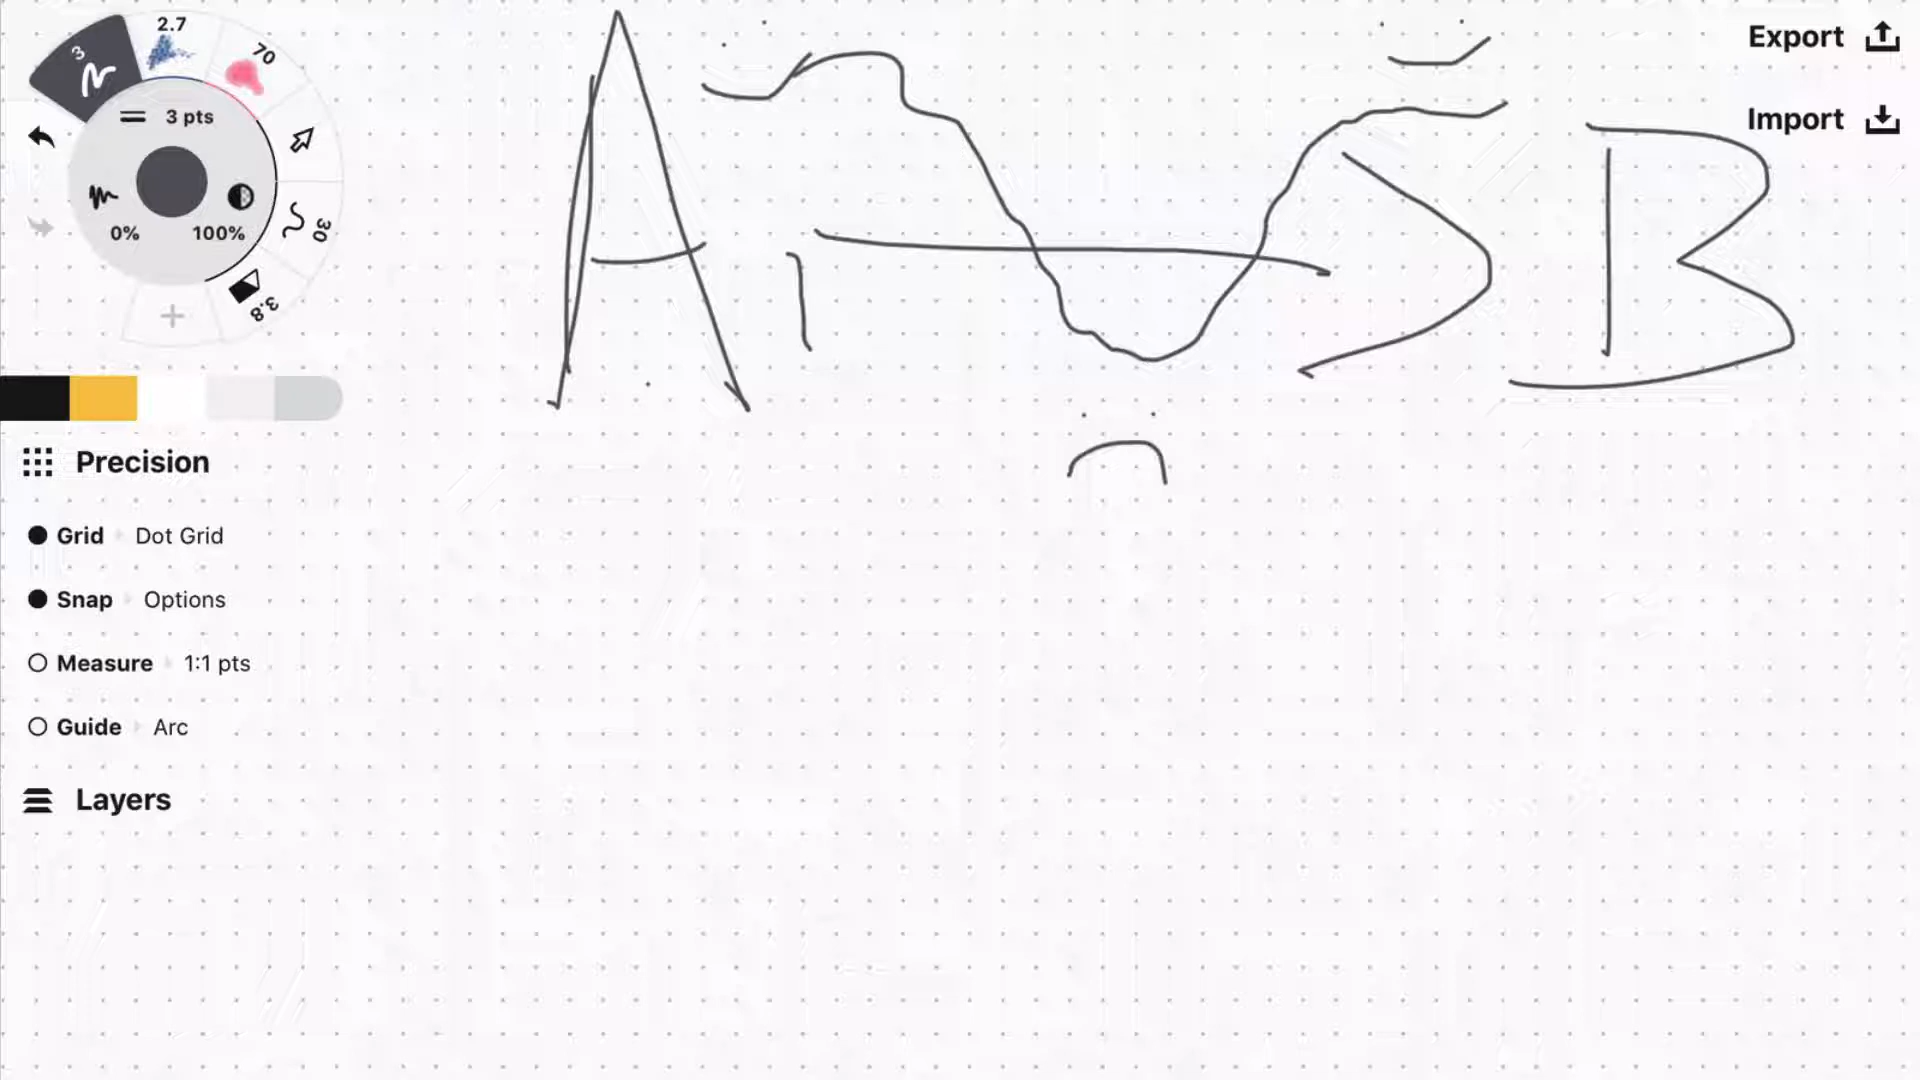 2.7
3
70
3 pts
0%
100%
30
3.8
Export
Import
A B
Precision
Grid Dot Grid
Snap Options
Measure 1:1 pts
Guide Arc
Layers